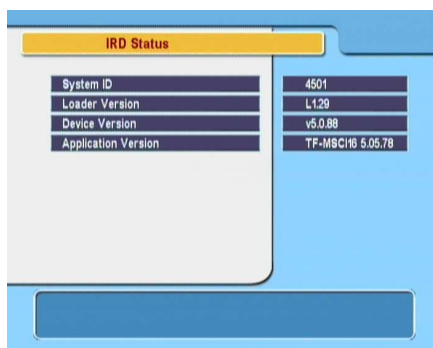 IRD Status
System ID 4501
Loader Version L1.29
Device Version v5.0.88
Application Version TF-MSCI16 5.05.78